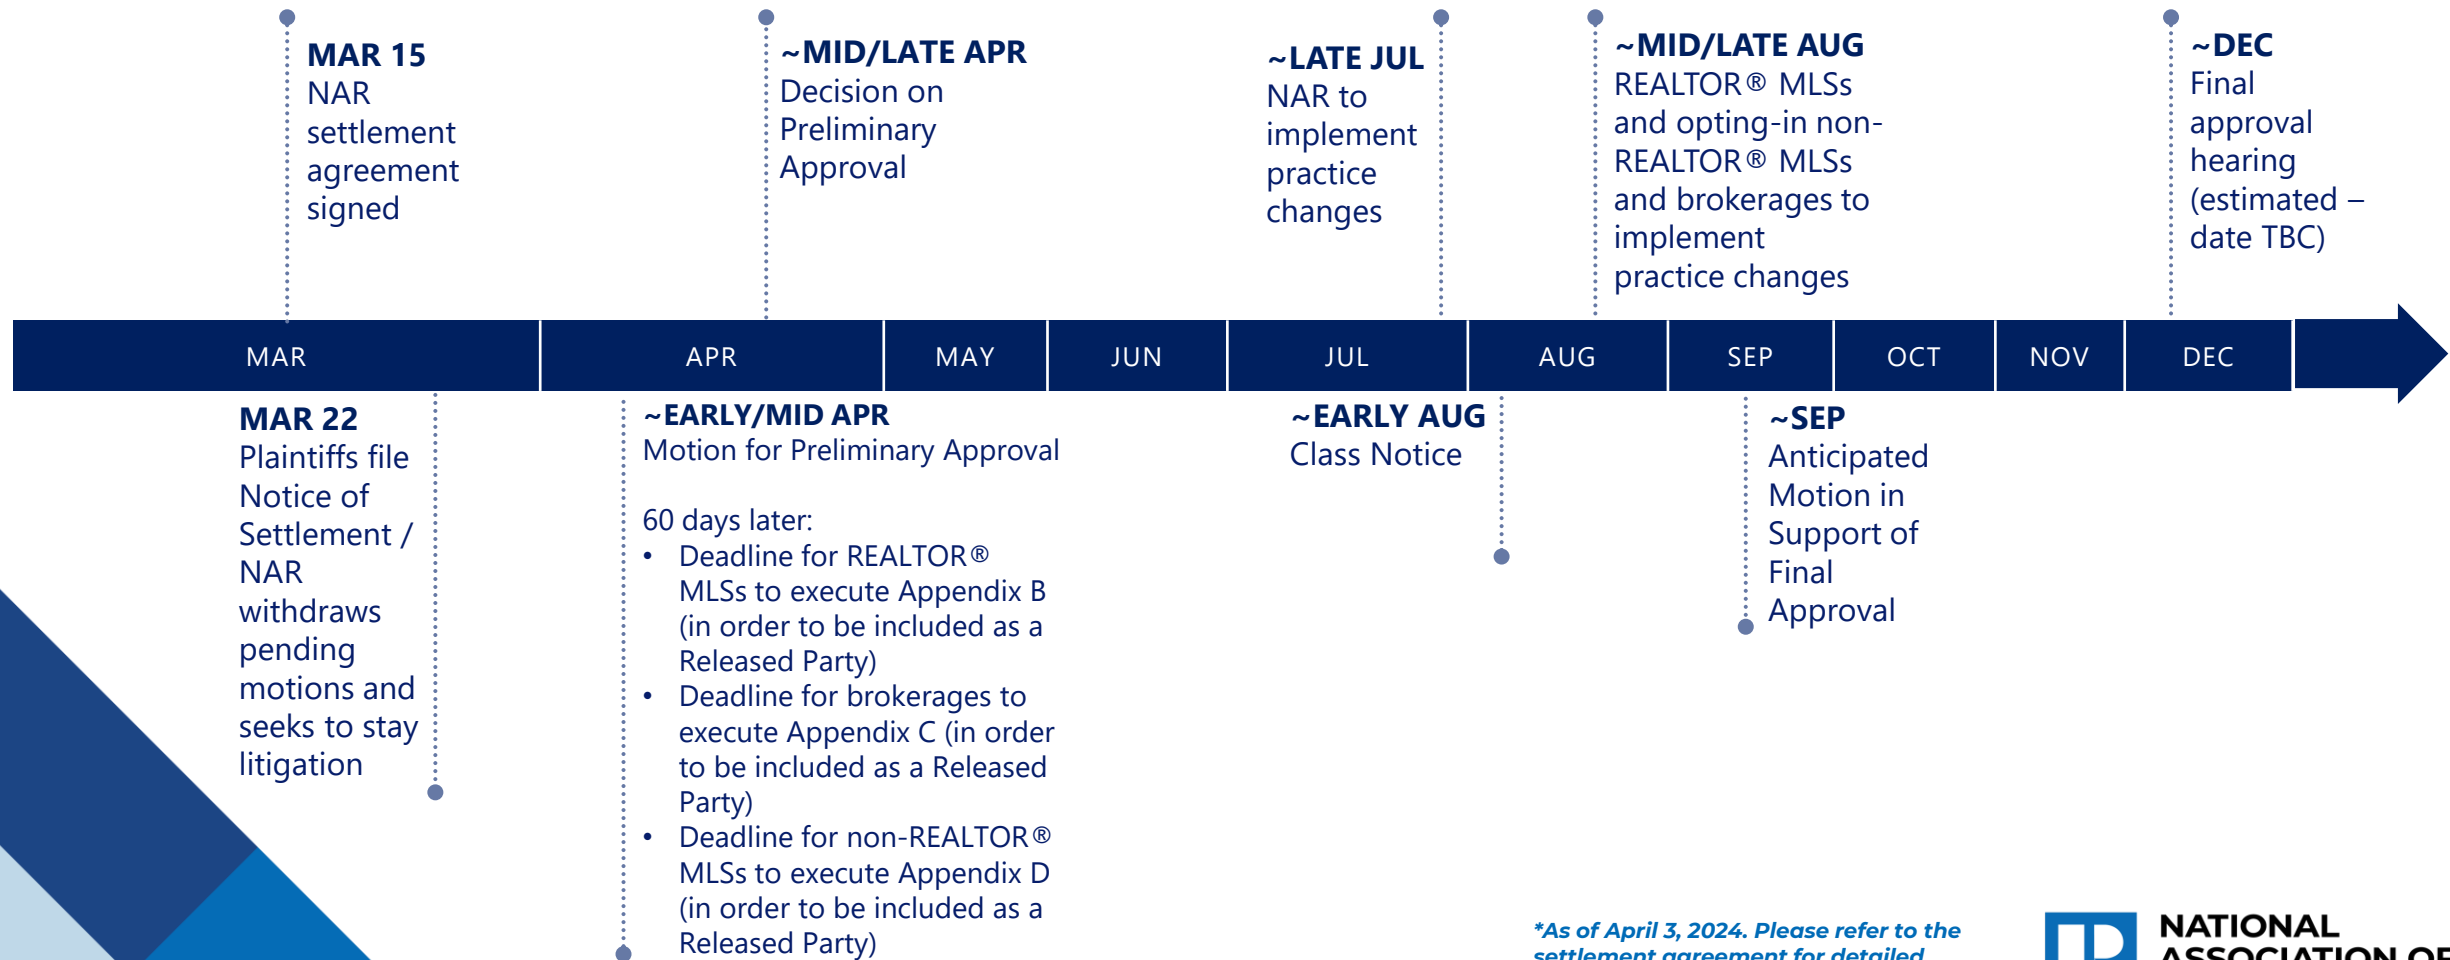 MAR 15
NAR
settlement
agreement
signed
~MID/LATE APR
Decision on
Preliminary
Approval
~LATE JUL
NAR to
implement
practice
changes
~MID/LATE AUG
REALTOR® MLSs
and opting-in non-
REALTOR® MLSs
and brokerages to
implement
practice changes
~DEC
Final
approval
hearing
(estimated –
date TBC)
MAR
APR
MAY
JUN
JUL
AUG
SEP
OCT
NOV
DEC
MAR 22
Plaintiffs file
Notice of
Settlement /
NAR
withdraws
pending
motions and
seeks to stay
litigation
~EARLY/MID APR
Motion for Preliminary Approval
60 days later:
• Deadline for REALTOR®
MLSs to execute Appendix B
(in order to be included as a
Released Party)
• Deadline for brokerages to
execute Appendix C (in order
to be included as a Released
Party)
• Deadline for non-REALTOR®
MLSs to execute Appendix D
(in order to be included as a
Released Party)
~EARLY AUG
Class Notice
~SEP
Anticipated
Motion in
Support of
Final
Approval
*As of April 3, 2024. Please refer to the
settlement agreement for detailed
NATIONAL
ASSOCIATION OF